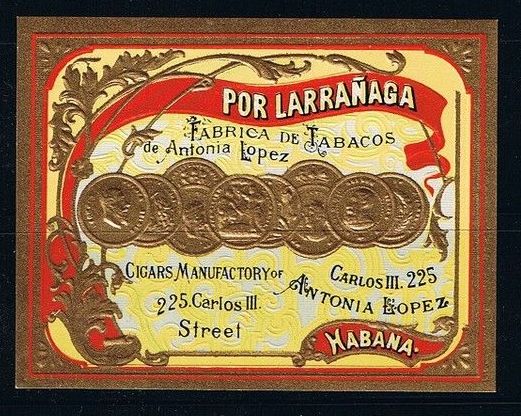 POR LARRAÑAGA
FABRICA DE TABACOS
de Antonia Lopez
CIGARS MANUFACTORY OF
225. Carlos III.
Street
CARLOS III. 225
ANTONIA LOPEZ
HABANA.